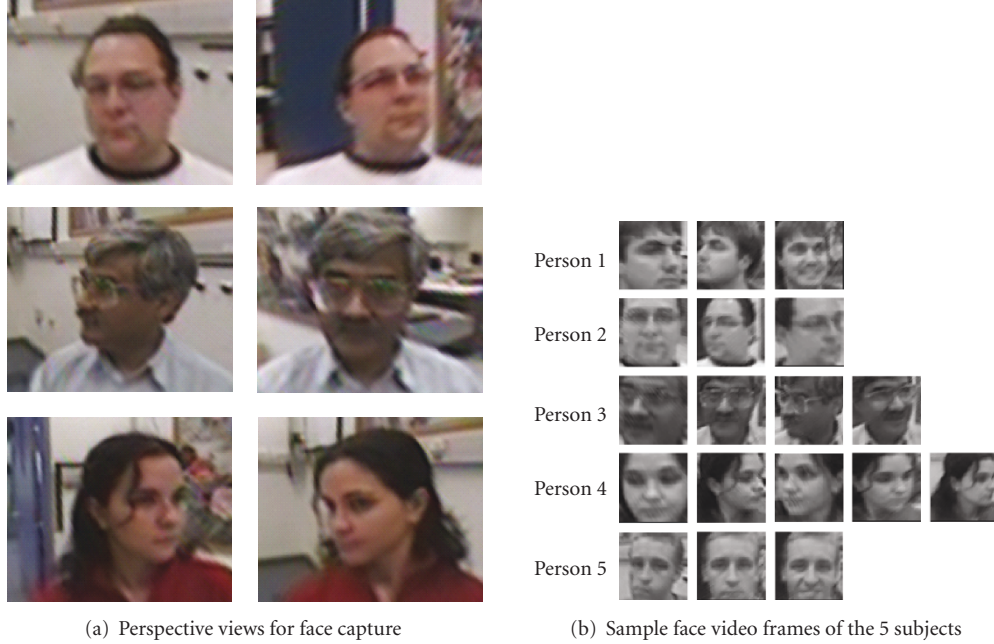 Person 1
Person 2
Person 3
Person 4
Person 5
(a) Perspective views for face capture
(b) Sample face video frames of the 5 subjects